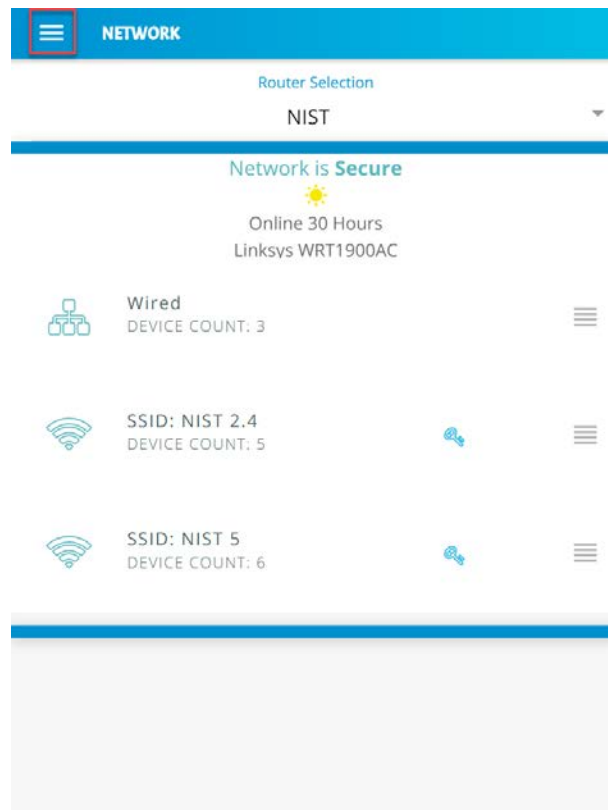 NETWORK
Router Selection
NIST
Network is Secure
Online 30 Hours
Linksys WRT1900AC
Wired
DEVICE COUNT: 3
SSID: NIST 2.4
DEVICE COUNT: 5
SSID: NIST 5
DEVICE COUNT: 6